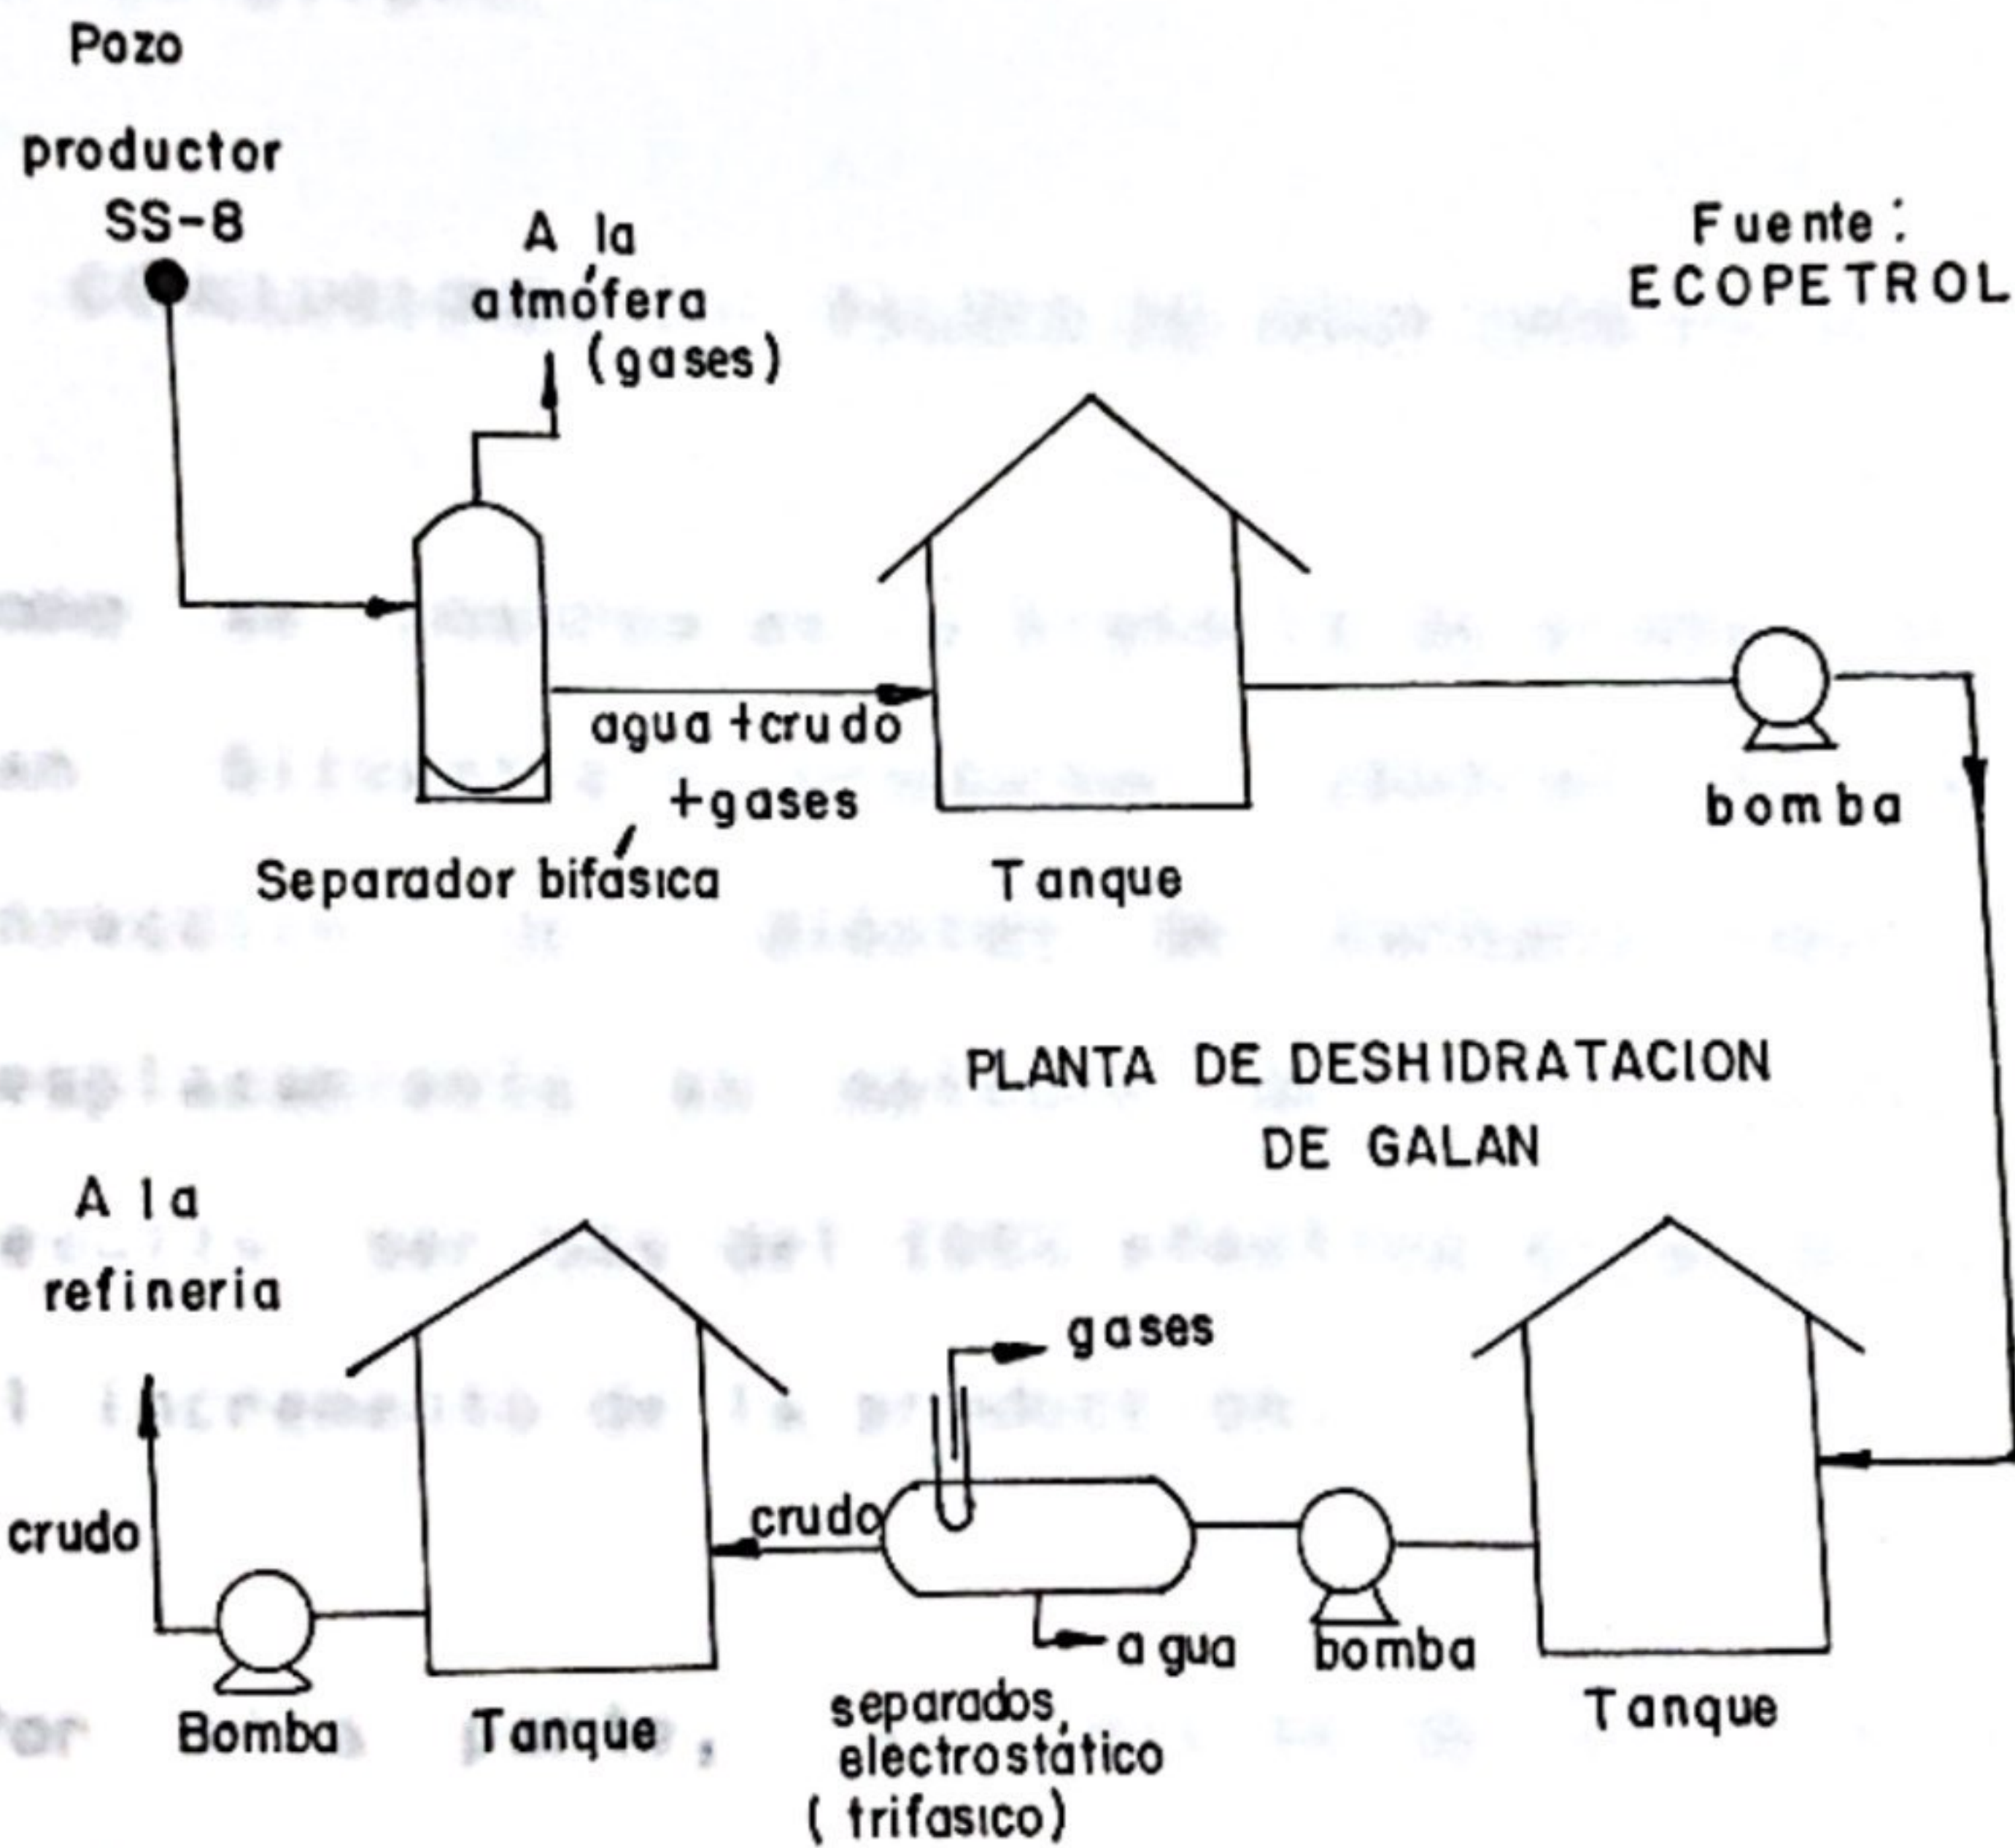 Pozo
productor
SS-8
A la
atmófera
(gases)
Fuente:
ECOPETROL
agua +crudo
+gases
bomba
Separador bifásica
Tanque
PLANTA DE DESHIDRATACION
DE GALAN
A la
refineria
gases
crudo
crudo
agua
bomba
Bomba
Tanque
separados,
electrostático
(trifasico)
Tanque